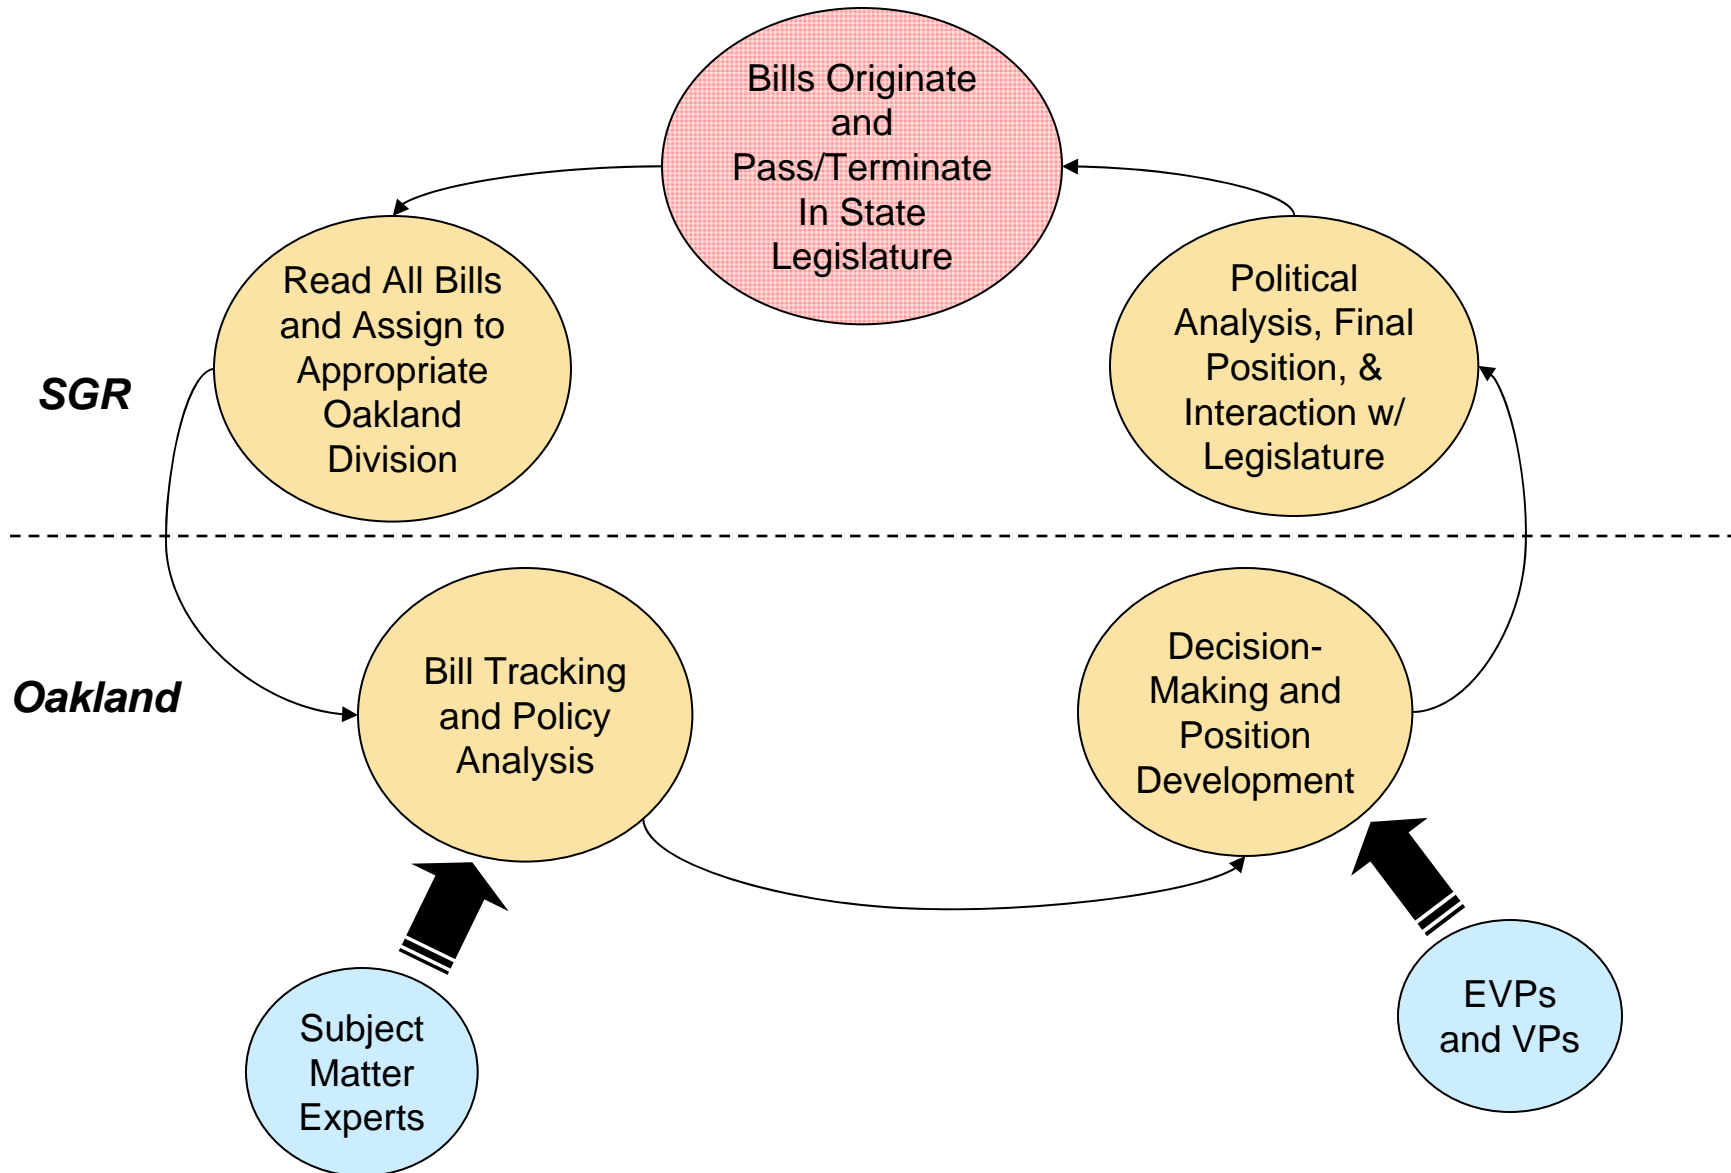 Bills Originate
and
Pass/Terminate
In State
Legislature
Read All Bills
and Assign to
Appropriate
Oakland
Division
Political
Analysis, Final
Position, &
Interaction w/
Legislature
SGR
Oakland
Bill Tracking
and Policy
Analysis
Decision-
Making and
Position
Development
Subject
Matter
Experts
EVPs
and VPs